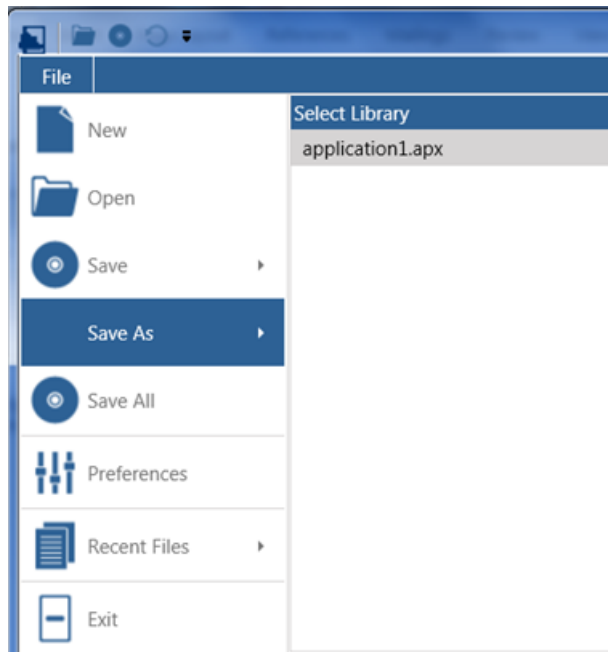 File
New
Open
Save
Save As
Save All
Preferences
Recent Files
Exit
Select Library
application1.apx